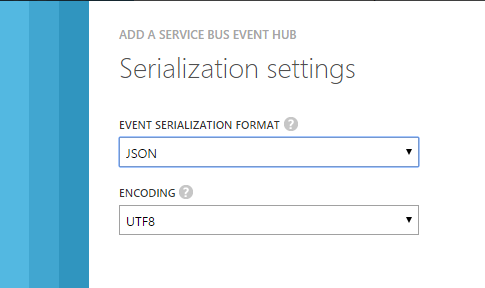 ADD A SERVICE BUS EVENT HUB
Serialization settings
EVENT SERIALIZATION FORMAT ?
JSON
ENCODING ?
UTF8